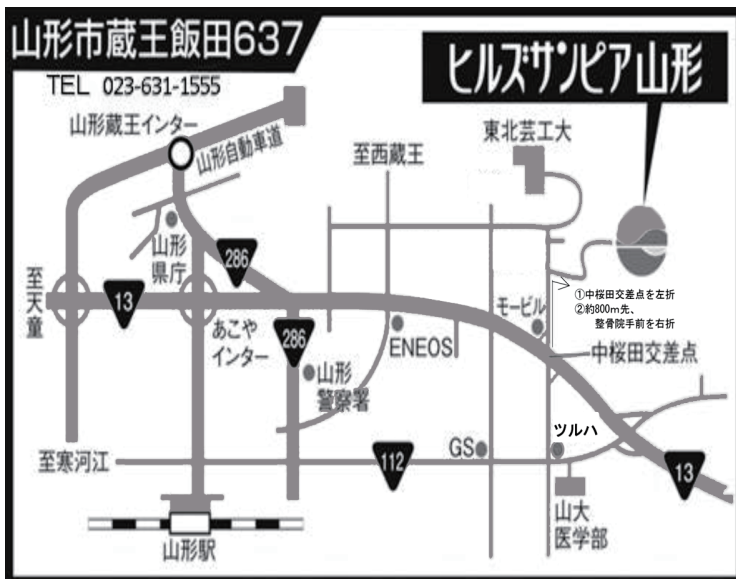 山形市蔵王飯田637
TEL 023-631-1555
ヒルズサンピア山形
山形蔵王インター
山形自動車道
至西蔵王
東北芸工大
山形
県庁
286
至天童
13
あこや
インター
286
山形
警察署
ENEOS
モービル
①中桜田交差点を左折
②約800m先、
整骨院手前を右折
中桜田交差点
至寒河江
112
GS
ツルハ
13
山大
医学部
山形駅